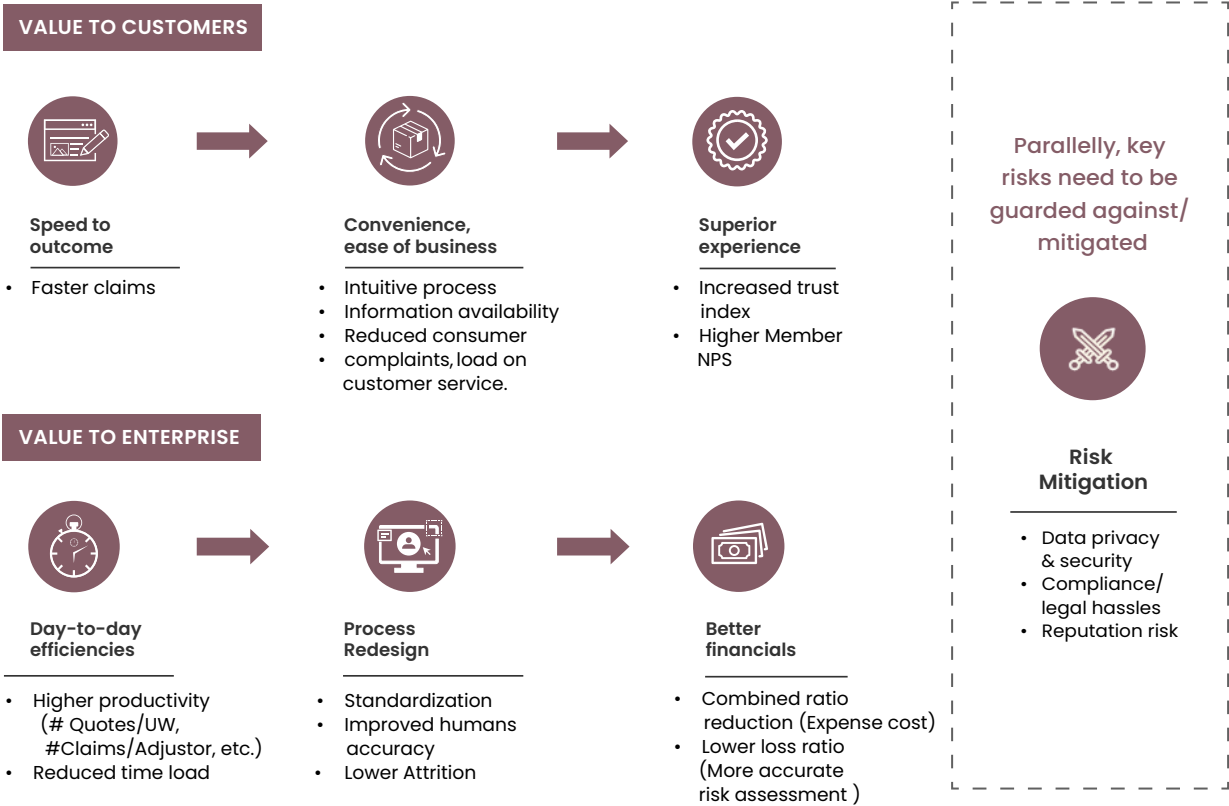 VALUE TO CUSTOMERS
Speed to
outcome
• Faster claims
Convenience,
ease of business
• Intuitive process
• Information availability
• Reduced consumer
• complaints, load on
customer service.
Superior
experience
• Increased trust
index
• Higher Member
NPS
VALUE TO ENTERPRISE
Day-to-day
efficiencies
• Higher productivity
(# Quotes/UW,
#Claims/Adjustor, etc.)
• Reduced time load
Process
Redesign
• Standardization
• Improved humans
accuracy
• Lower Attrition
Better
financials
• Combined ratio
reduction (Expense cost)
• Lower loss ratio
(More accurate
risk assessment )
Parallelly, key
risks need to be
guarded against/
mitigated
Risk
Mitigation
• Data privacy
& security
• Compliance/
legal hassles
• Reputation risk